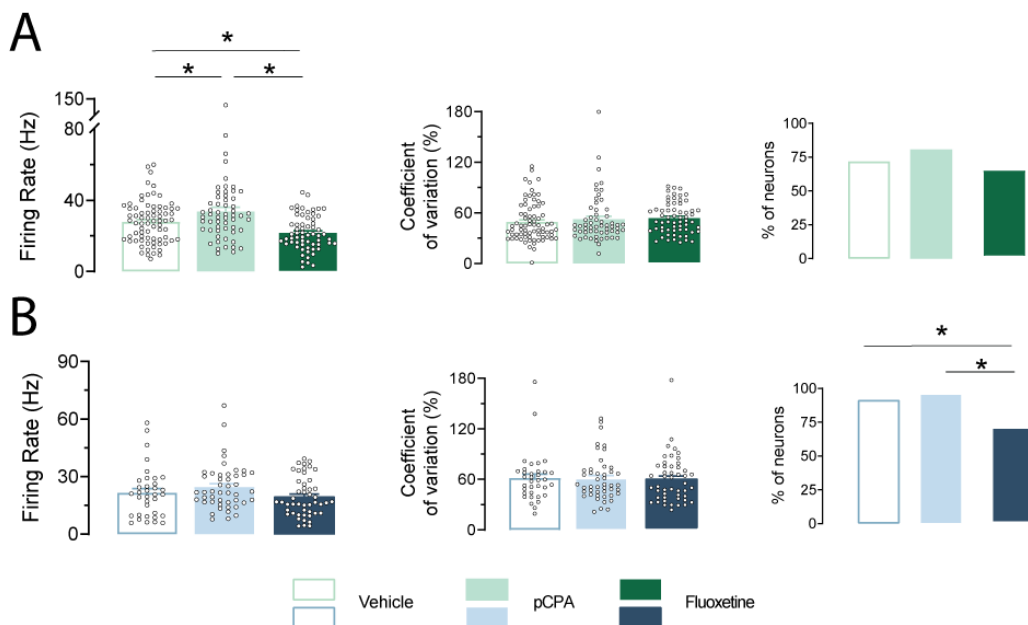 A
* 
* *
Firing Rate (Hz)
150
80
40
0
Coefficient
of variation (%)
180
120
60
0
% of neurons
100
75
50
25
0
B
Firing Rate (Hz)
90
60
30
0
Coefficient
of variation (%)
180
120
60
0
*
*
% of neurons
100
75
50
25
0
Vehicle pCPA Fluoxetine